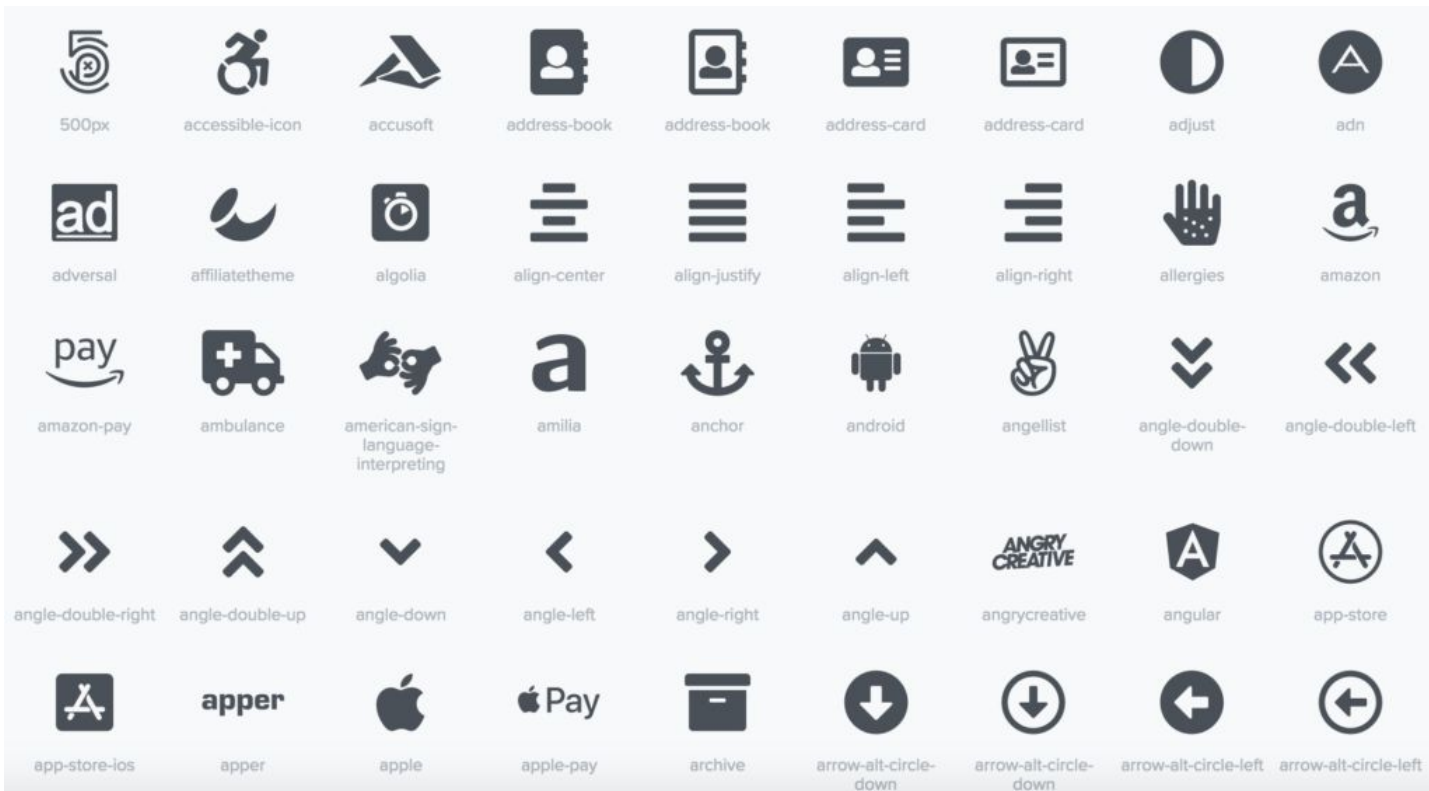 500px accessible-icon accusoft address-book address-book address-card address-card adjust adn
ad
a
adversal affiliatetheme algolia align-center align-justify align-left align-right allergies amazon
pay
a
amazon-pay ambulance american-sign-language-interpreting amilia anchor android angellist angle-double-down angle-double-left
ANGRY
CREATIVE
A
angle-double-right angle-double-up angle-down angle-left angle-right angle-up angrycreative angular app-store
apper
Pay
app-store-ios apper apple apple-pay archive arrow-alt-circle-down arrow-alt-circle-down arrow-alt-circle-left arrow-alt-circle-left